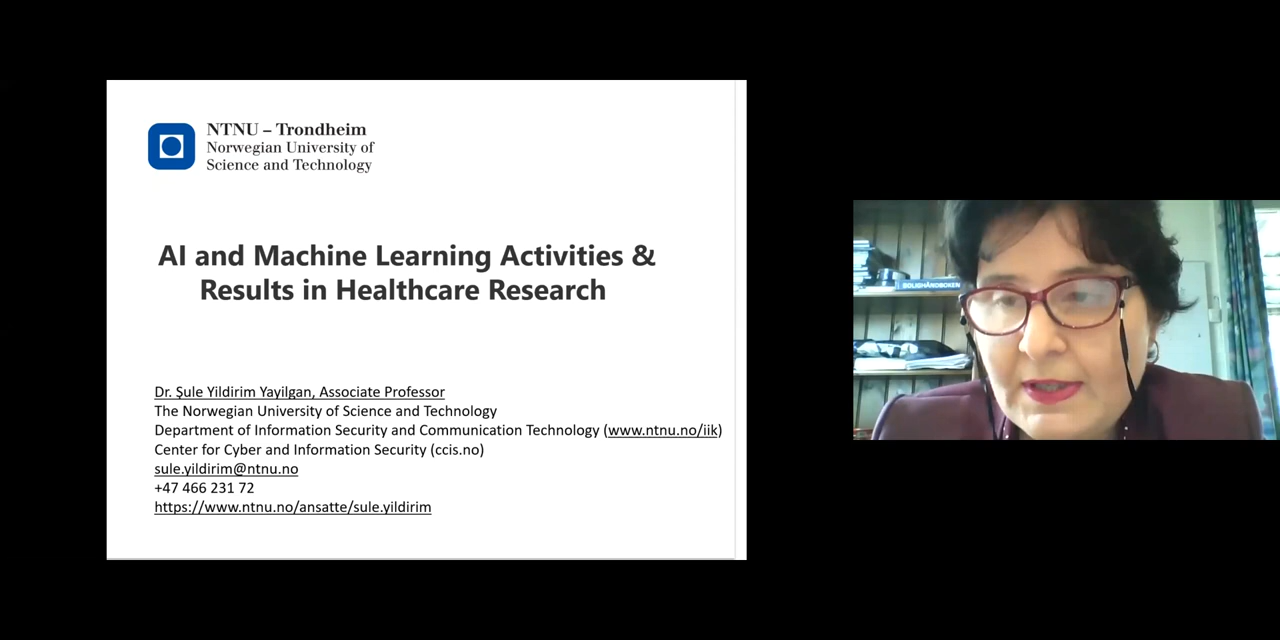 NTNU – Trondheim
Norwegian University of
Science and Technology
AI and Machine Learning Activities &
Results in Healthcare Research
Dr. Şule Yildirim Yayilgan, Associate Professor
The Norwegian University of Science and Technology
Department of Information Security and Communication Technology (www.ntnu.no/iik)
Center for Cyber and Information Security (ccis.no)
sule.yildirim@ntnu.no
+47 466 231 72
https://www.ntnu.no/ansatte/sule.yildirim
BOLIGHÅNDBOKEN